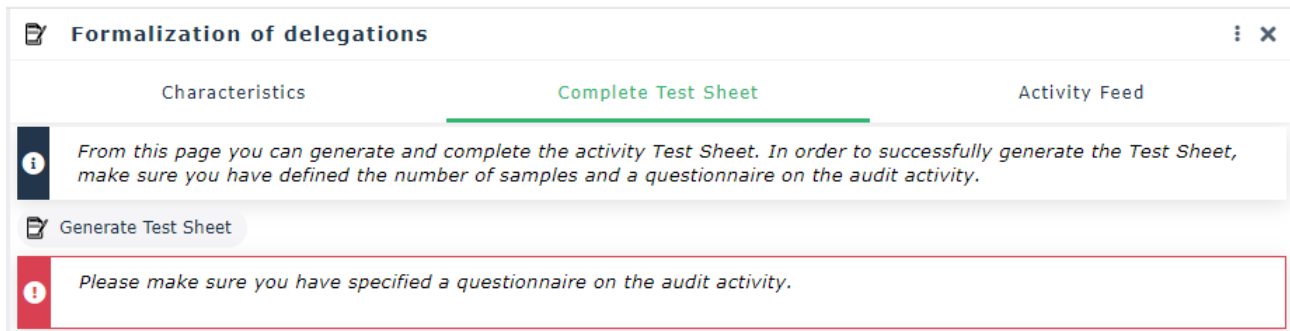 Formalization of delegations
Characteristics
Complete Test Sheet
Activity Feed
From this page you can generate and complete the activity Test Sheet. In order to successfully generate the Test Sheet,
make sure you have defined the number of samples and a questionnaire on the audit activity.
Generate Test Sheet
Please make sure you have specified a questionnaire on the audit activity.